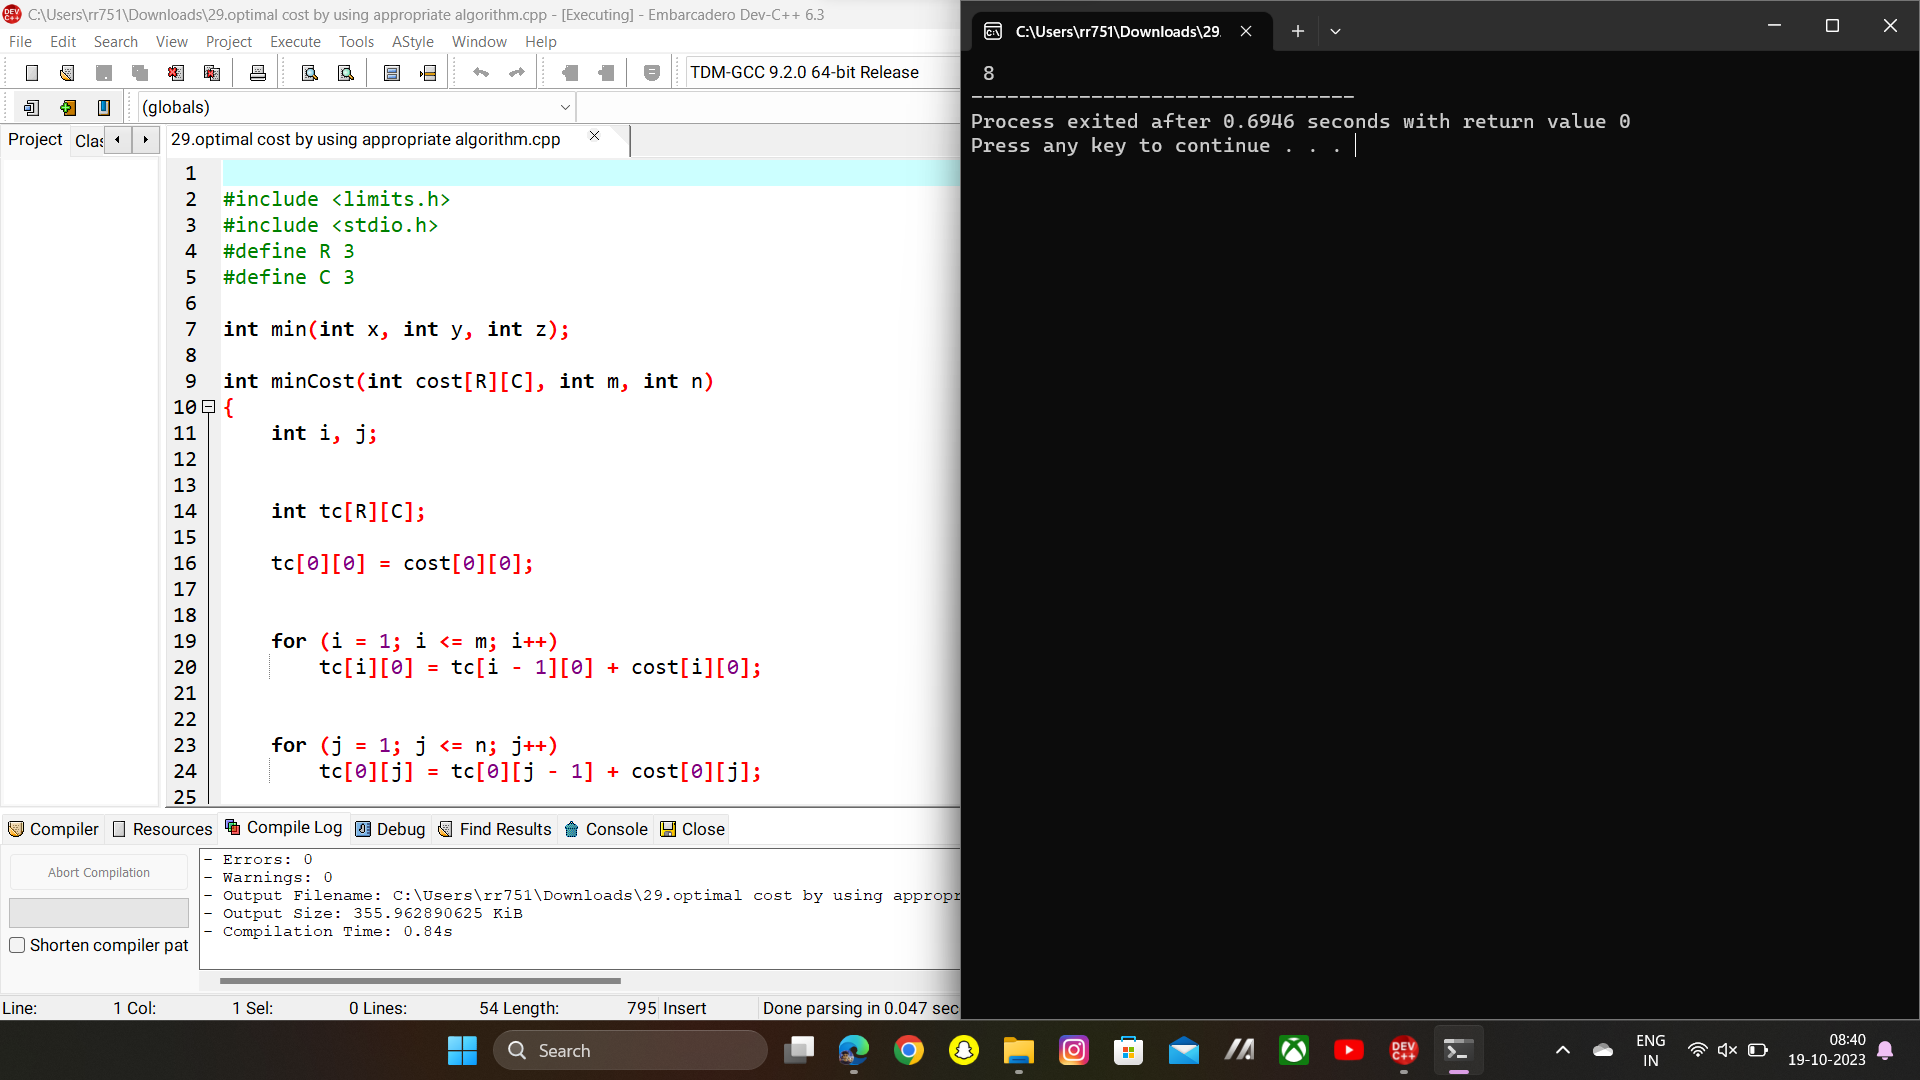 C:\Users\rr751\Downloads\29.optimal cost by using appropriate algorithm.cpp - [Executing] - Embarcadero Dev-C++ 6.3
File Edit Search View Project Execute Tools AStyle Window Help
TDM-GCC 9.2.0 64-bit Release
(globals)
Project Clas
29.optimal cost by using appropriate algorithm.cpp
1
2 #include <limits.h>
3 #include <stdio.h>
4 #define R 3
5 #define C 3
6
7 int min(int x, int y, int z);
8
9 int minCost(int cost[R][C], int m, int n)
10 {
11 int i, j;
12
13
14 int tc[R][C];
15
16 tc[0][0] = cost[0][0];
17
18
19 for (i = 1; i <= m; i++)
20 tc[i][0] = tc[i - 1][0] + cost[i][0];
21
22
23 for (j = 1; j <= n; j++)
24 tc[0][j] = tc[0][j - 1] + cost[0][j];
25
Compiler Resources Compile Log Debug Find Results Console Close
Abort Compilation
Shorten compiler pat
- Errors: 0
- Warnings: 0
- Output Filename: C:\Users\rr751\Downloads\29.optimal cost by using appropr
- Output Size: 355.962890625 KiB
- Compilation Time: 0.84s
Line: 1 Col: 1 Sel: 0 Lines: 54 Length: 795 Insert Done parsing in 0.047 sec
C:\Users\rr751\Downloads\29.
8
--------------------------------
Process exited after 0.6946 seconds with return value 0
Press any key to continue . . .
Search
DEV C++
ENG
IN
08:40
19-10-2023